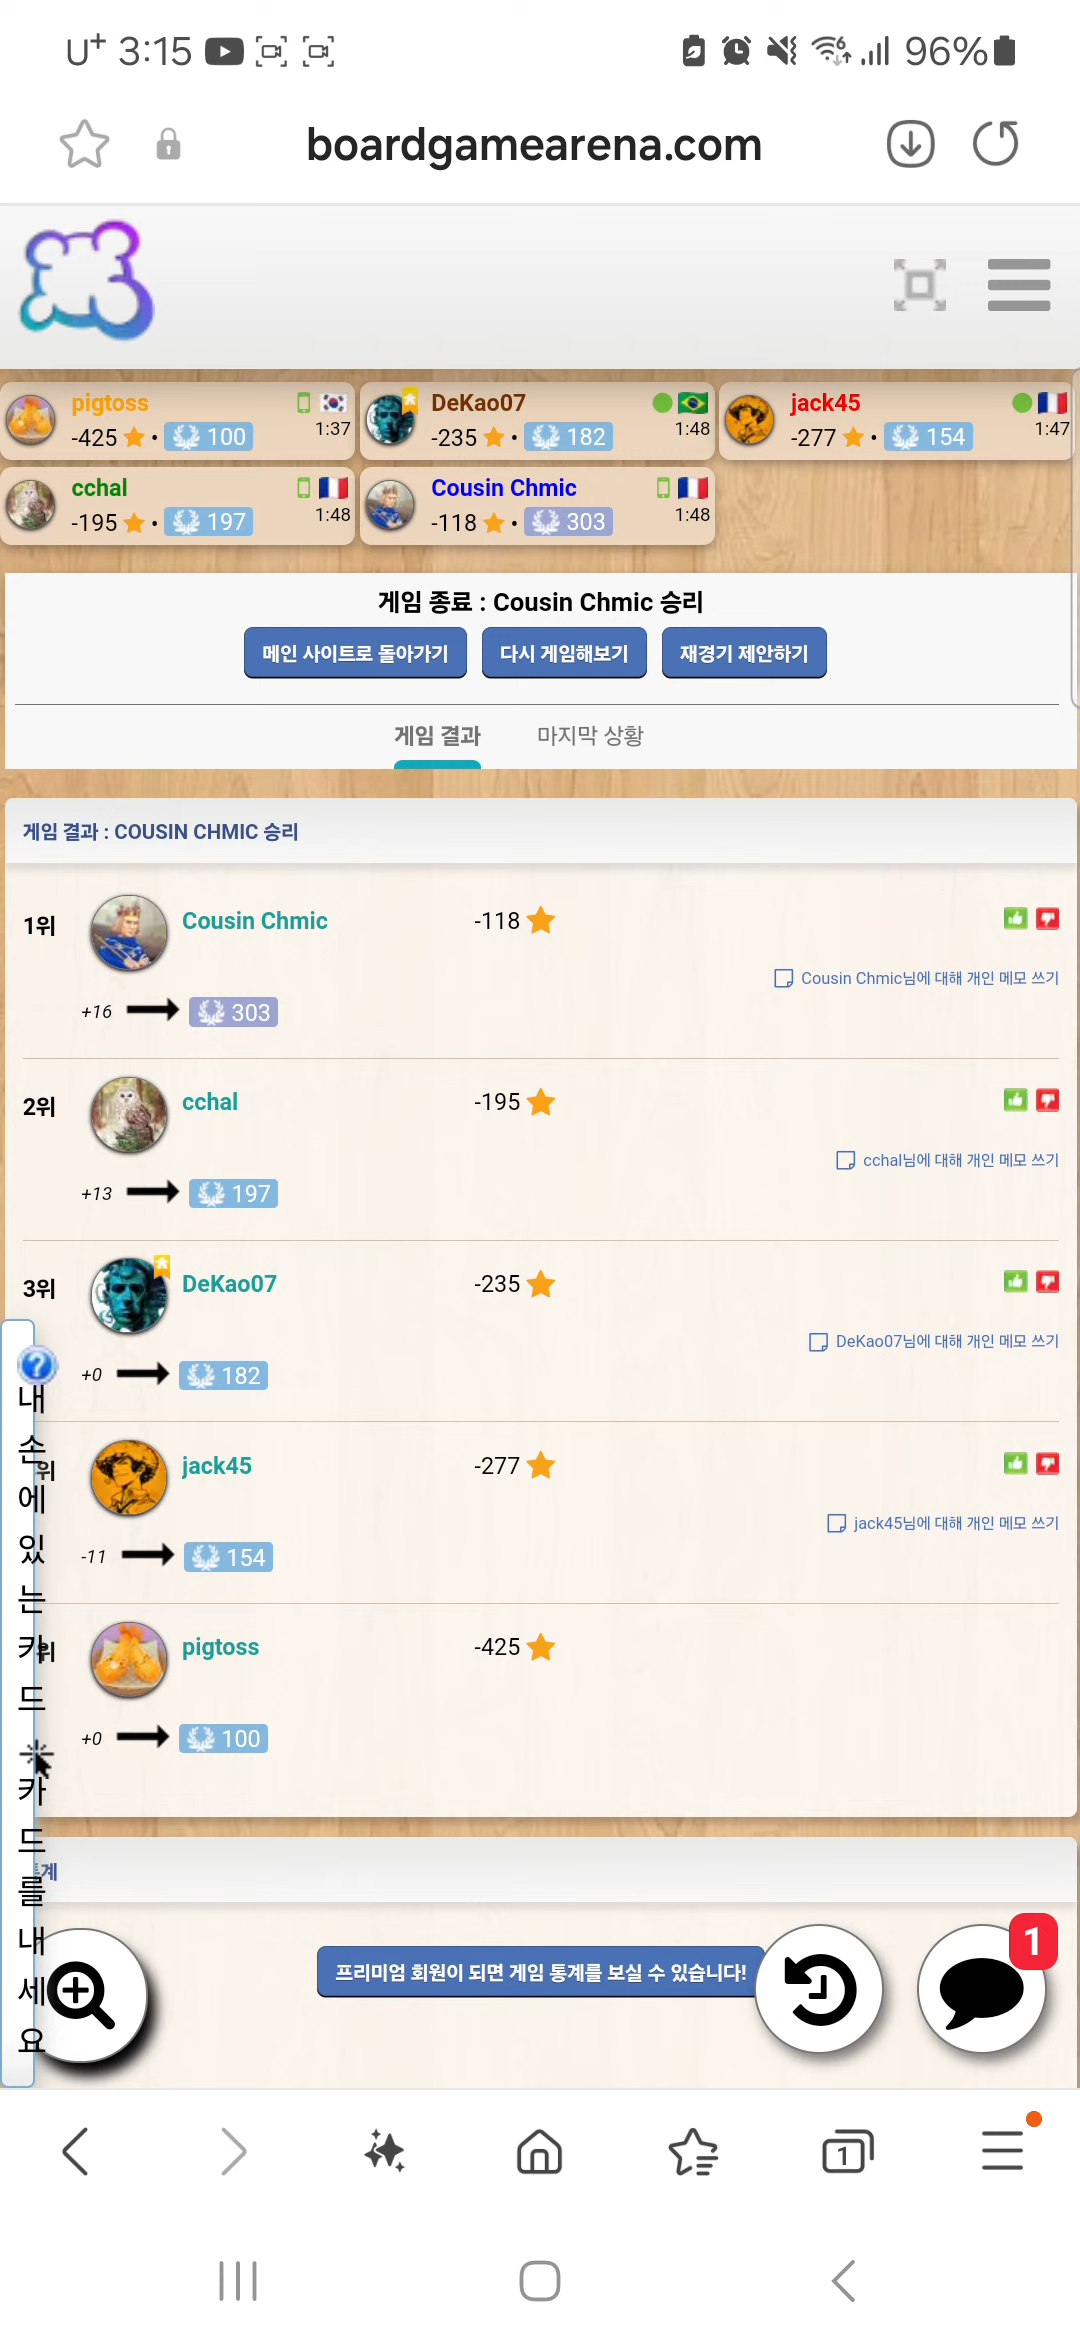 U+ 3:15 96%
boardgamearena.com
pigtoss
-425 • 100 1:37
DeKao07
-235 • 182 1:48
jack45
-277 • 154 1:47
cchal
-195 • 197 1:48
Cousin Chmic
-118 • 303 1:48
게임 종료 : Cousin Chmic 승리
메인 사이트로 돌아가기 다시 게임해보기 재경기 제안하기
게임 결과 마지막 상황
게임 결과 : COUSIN CHMIC 승리
1위 Cousin Chmic -118
Cousin Chmic님에 대해 개인 메모 쓰기
+16 303
2위 cchal -195
cchal님에 대해 개인 메모 쓰기
+13 197
3위 DeKao07 -235
DeKao07님에 대해 개인 메모 쓰기
+0 182
위 jack45 -277
jack45님에 대해 개인 메모 쓰기
-11 154
위 pigtoss -425
+0 100
내 손에 있는 카드
카드를 내세요
계
프리미엄 회원이 되면 게임 통계를 보실 수 있습니다!
1
1